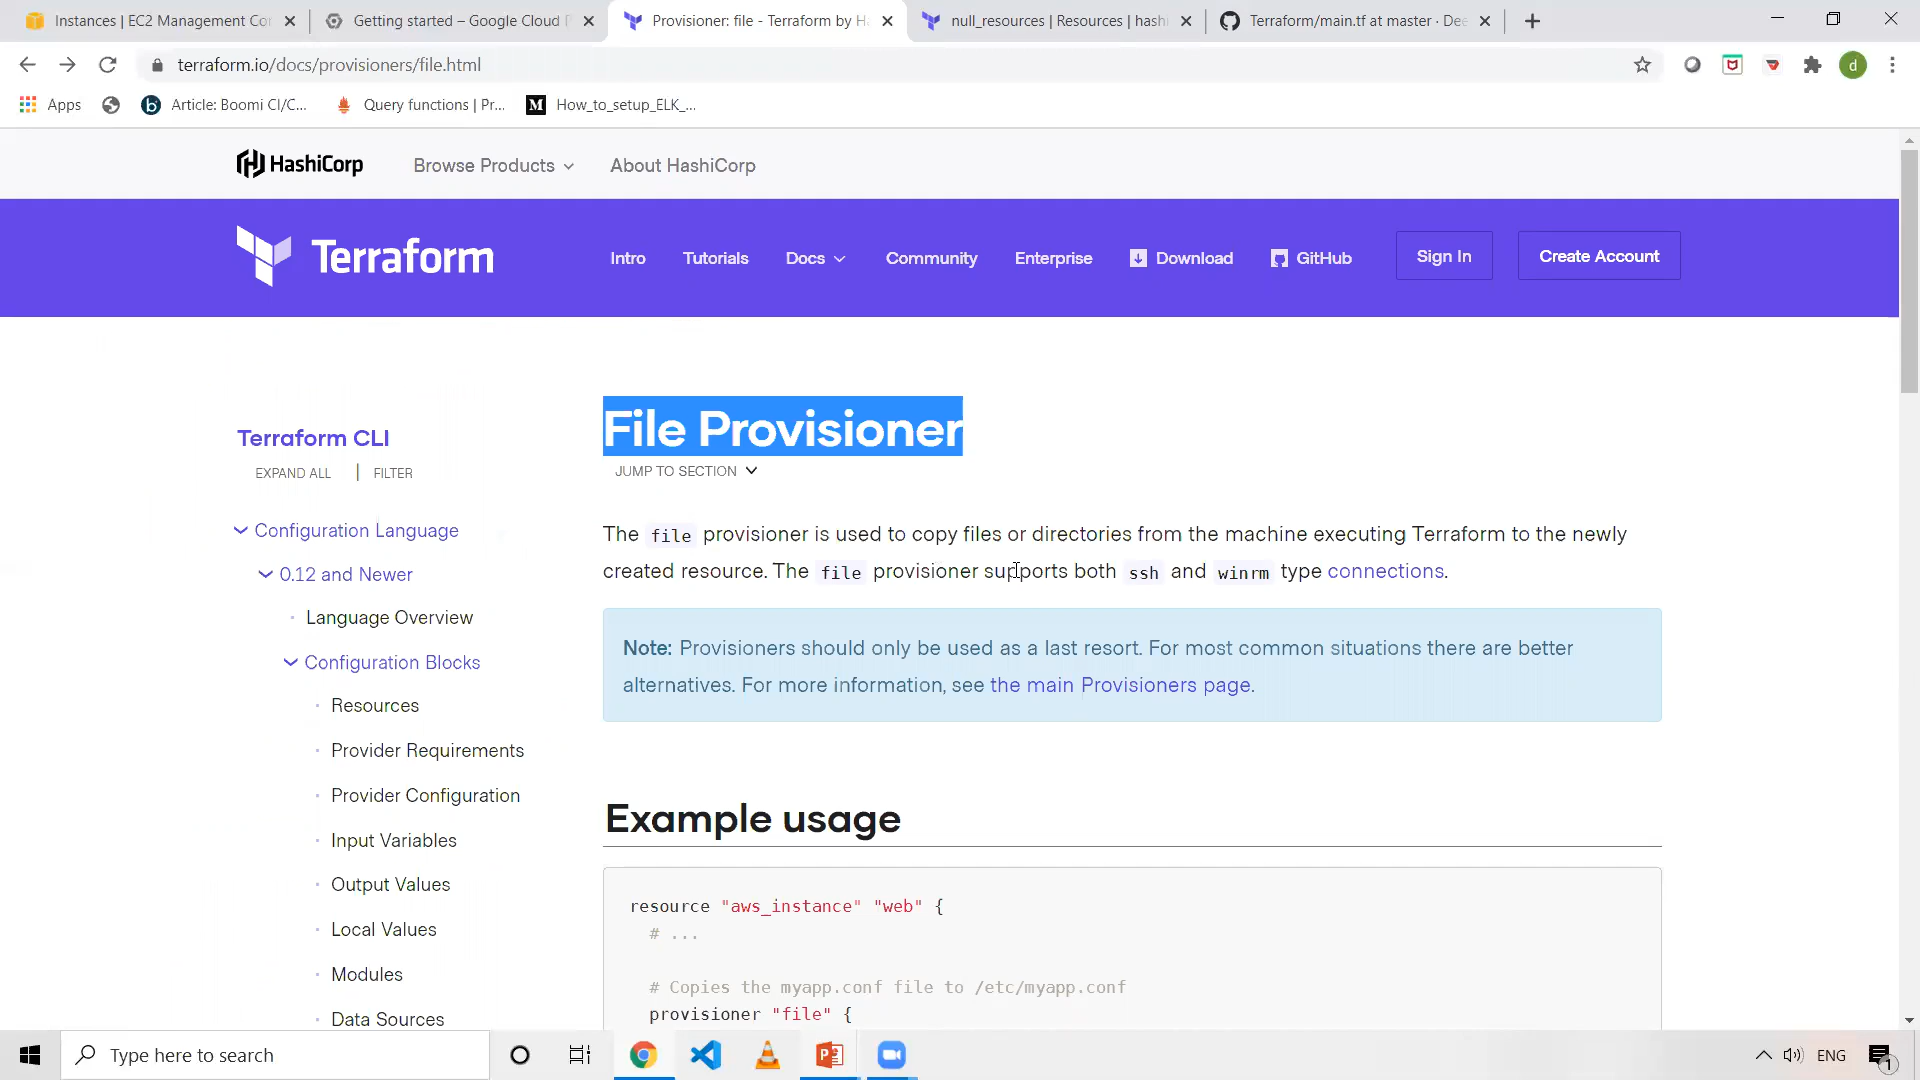 Instances | EC2 Management Con
Getting started – Google Cloud P
Provisioner: file - Terraform by Ha
null_resources | Resources | hashi
Terraform/main.tf at master · Dee
terraform.io/docs/provisioners/file.html
d
Apps
Article: Boomi CI/C...
Query functions | Pr...
How_to_setup_ELK_...
HashiCorp
Browse Products
About HashiCorp
Terraform
Intro
Tutorials
Docs
Community
Enterprise
Download
GitHub
Sign In
Create Account
Terraform CLI
EXPAND ALL | FILTER
Configuration Language
0.12 and Newer
Language Overview
Configuration Blocks
Resources
Provider Requirements
Provider Configuration
Input Variables
Output Values
Local Values
Modules
Data Sources
File Provisioner
JUMP TO SECTION
The file provisioner is used to copy files or directories from the machine executing Terraform to the newly
created resource. The file provisioner supports both ssh and winrm type connections.
Note: Provisioners should only be used as a last resort. For most common situations there are better
alternatives. For more information, see the main Provisioners page.
Example usage
resource "aws_instance" "web" {
# ...
# Copies the myapp.conf file to /etc/myapp.conf
provisioner "file" {
Type here to search
ENG
1